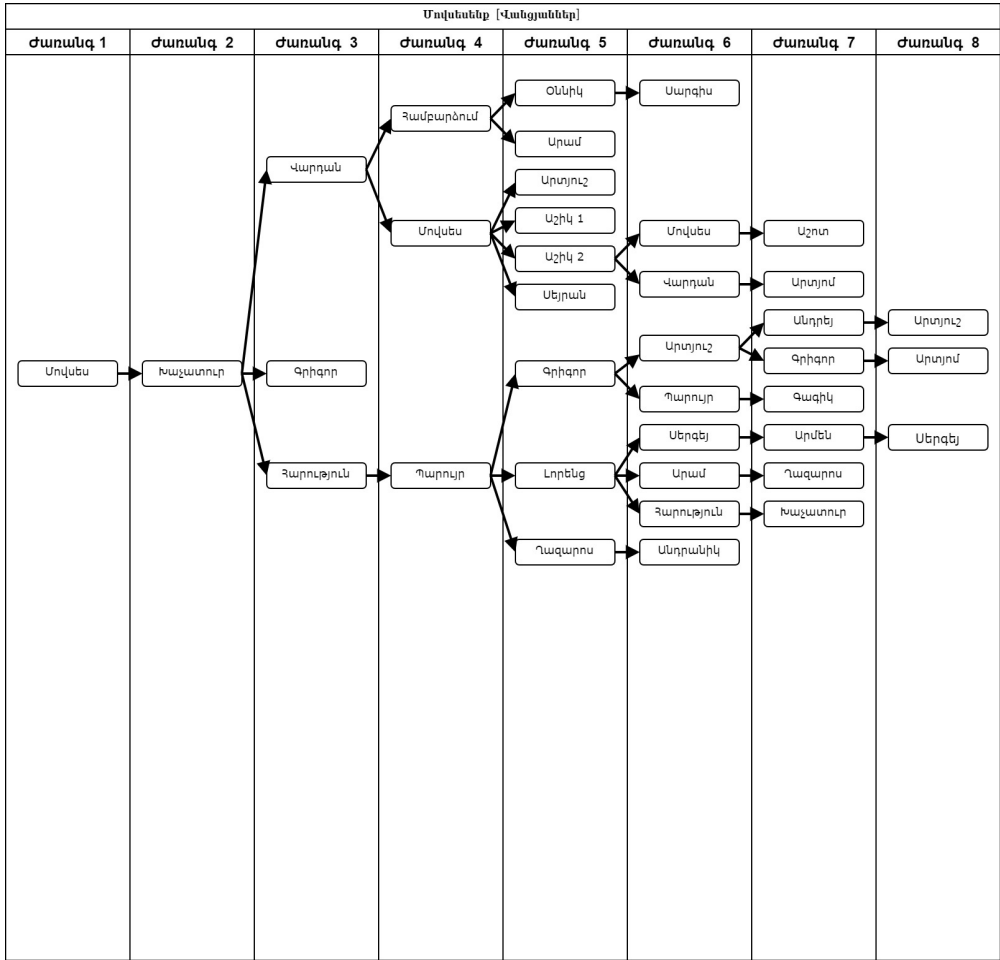 Մովսեսենք [Վանցյաններ]
Ժառանգ 1 Ժառանգ 2 Ժառանգ 3 Ժառանգ 4 Ժառանգ 5 Ժառանգ 6 Ժառանգ 7 Ժառանգ 8
Օննիկ Սարգիս
Համբարձում
Արամ
Վարդան
Արտյուշ
Աշիկ 1
Մովսես Մովսես Աշոտ
Աշիկ 2
Վարդան Արտյոմ
Սեյրան
Անդրեյ Արտյուշ
Արտյուշ
Գրիգոր Արտյոմ
Մովսես Խաչատուր Գրիգոր Գրիգոր
Պարույր Գագիկ
Սերգեյ Արմեն Սերգեյ
Հարություն Պարույր Լորենց Արամ Ղազարոս
Հարություն Խաչատուր
Ղազարոս Անդրանիկ